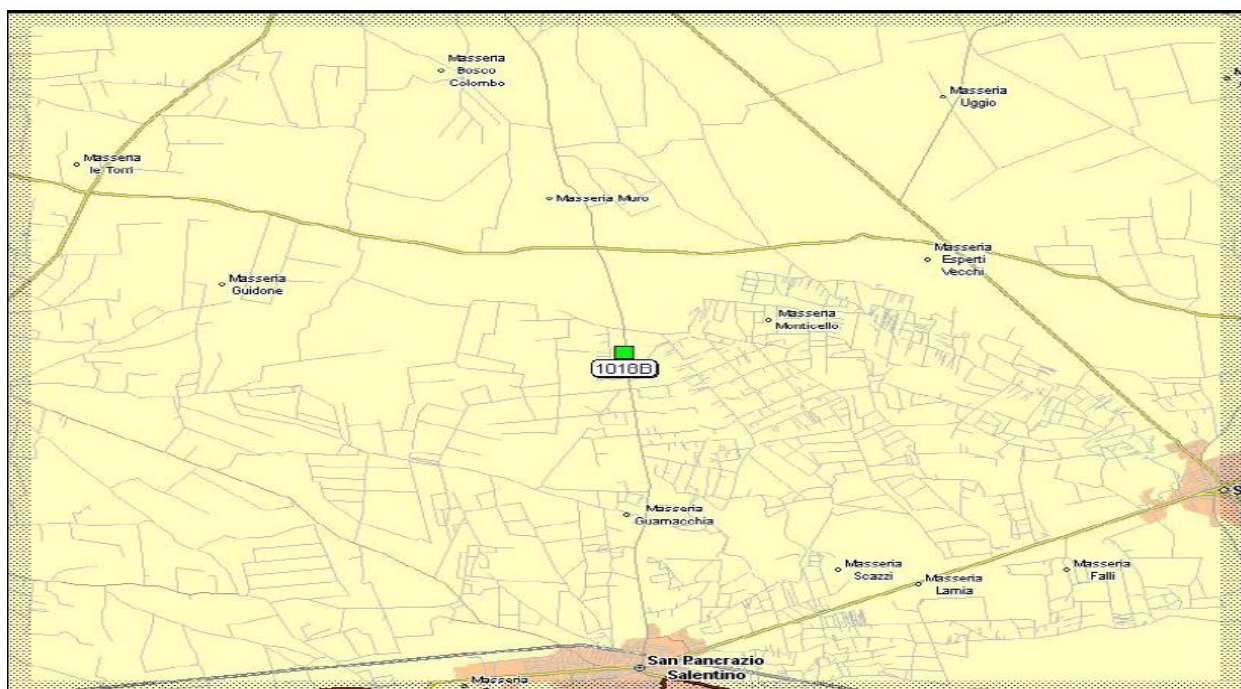 Masseria
Bosco
Colombo
Masseria
Uggio
Masseria
le Torri
Masseria Muro
Masseria
Esperti
Vecchi
Masseria
Guidone
Masseria
Monticello
1018B
Masseria
Guarnacchia
Masseria
Scazzi
Masseria
Lamia
Masseria
Falli
San Pancrazio
Salentino
Masseria